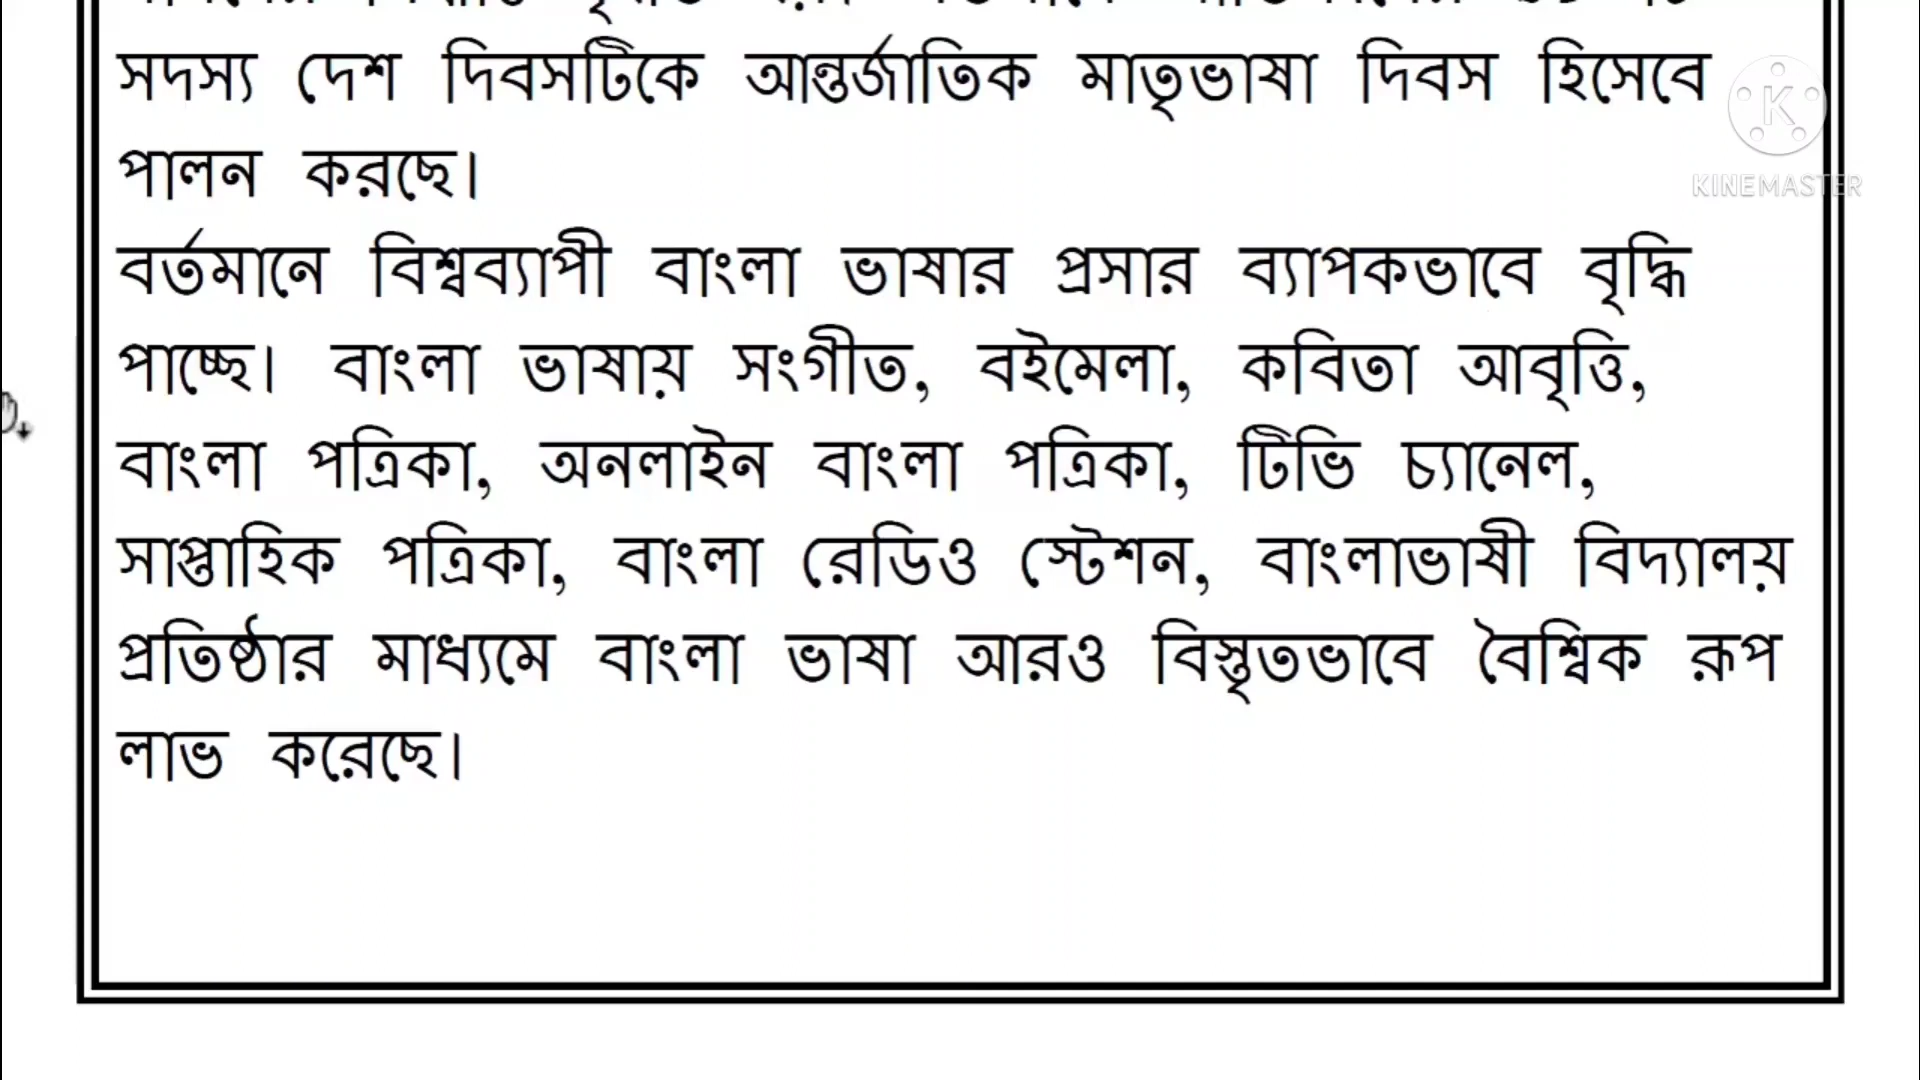 সদস্য দেশ দিবসটিকে আন্তর্জাতিক মাতৃভাষা দিবস হিসেবে
পালন করছে।
বর্তমানে বিশ্বব্যাপী বাংলা ভাষার প্রসার ব্যাপকভাবে বৃদ্ধি
পাচ্ছে। বাংলা ভাষায় সংগীত, বইমেলা, কবিতা আবৃত্তি,
বাংলা পত্রিকা, অনলাইন বাংলা পত্রিকা, টিভি চ্যানেল,
সাপ্তাহিক পত্রিকা, বাংলা রেডিও স্টেশন, বাংলাভাষী বিদ্যালয়
প্রতিষ্ঠার মাধ্যমে বাংলা ভাষা আরও বিস্তৃতভাবে বৈশ্বিক রূপ
লাভ করেছে।
K
KINEMASTER